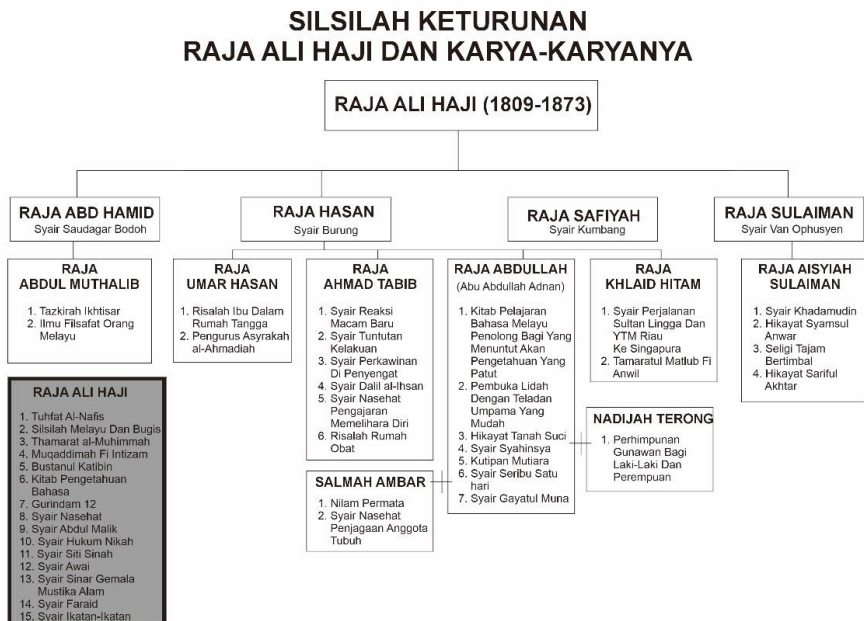 SILSILAH KETURUNAN
RAJA ALI HAJI DAN KARYA-KARYANYA
RAJA ALI HAJI (1809-1873)
RAJA ABD HAMID
Syair Saudagar Bodoh
RAJA HASAN
Syair Burung
RAJA SAFIYAH
Syair Kumbang
RAJA SULAIMAN
Syair Van Ophusyen
RAJA
ABDUL MUTHALIB
1. Tazkirah Ikhtisar
2. Ilmu Filsafat Orang
Melayu
RAJA
UMAR HASAN
1. Risalah Ibu Dalam
Rumah Tangga
2. Pengurus Asyrakah
al-Ahmadiah
RAJA
AHMAD TABIB
1. Syair Reaksi
Macam Baru
2. Syair Tuntutan
Kelakuan
3. Syair Perkawinan
Di Penyengat
4. Syair Dalil al-Ihsan
5. Syair Nasehat
Pengajaran
Memelihara Diri
6. Risalah Rumah
Obat
RAJA ABDULLAH
(Abu Abdullah Adnan)
1. Kitab Pelajaran
Bahasa Melayu
Penolong Bagi Yang
Menuntut Akan
Pengetahuan Yang
Patut
2. Pembuka Lidah
Dengan Teladan
Umpama Yang
Mudah
3. Hikayat Tanah Suci
4. Syair Syahinsya
5. Kutipan Mutiara
6. Syair Seribu Satu
hari
7. Syair Gayatul Muna
RAJA
KHLAID HITAM
1. Syair Perjalanan
Sultan Lingga Dan
YTM Riau
Ke Singapura
2. Tamaratul Matlub Fi
Anwil
RAJA AISYIAH
SULAIMAN
1. Syair Khadamudin
2. Hikayat Syamsul
Anwar
3. Seligi Tajam
Bertimbal
4. Hikayat Sariful
Akhtar
RAJA ALI HAJI
1. Tuhfat Al-Nafis
2. Silsilah Melayu Dan Bugis
3. Thamarat al-Muhimmah
4. Muqaddimah Fi Intizam
5. Bustanul Katibin
6. Kitab Pengetahuan
Bahasa
7. Gurindam 12
8. Syair Nasehat
9. Syair Abdul Malik
10. Syair Hukum Nikah
11. Syair Siti Sinah
12. Syair Awai
13. Syair Sinar Gemala
Mustika Alam
14. Syair Faraid
15. Syair Ikatan-Ikatan
SALMAH AMBAR
1. Nilam Permata
2. Syair Nasehat
Penjagaan Anggota
Tubuh
NADIJAH TERONG
1. Perhimpunan
Gunawan Bagi
Laki-Laki Dan
Perempuan